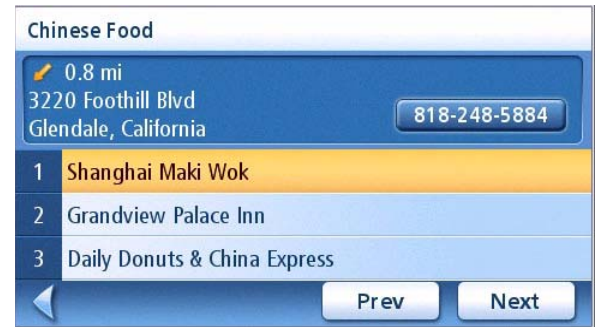 Chinese Food
0.8 mi
3220 Foothill Blvd
Glendale, California
818-248-5884
1 Shanghai Maki Wok
2 Grandview Palace Inn
3 Daily Donuts & China Express
Prev Next